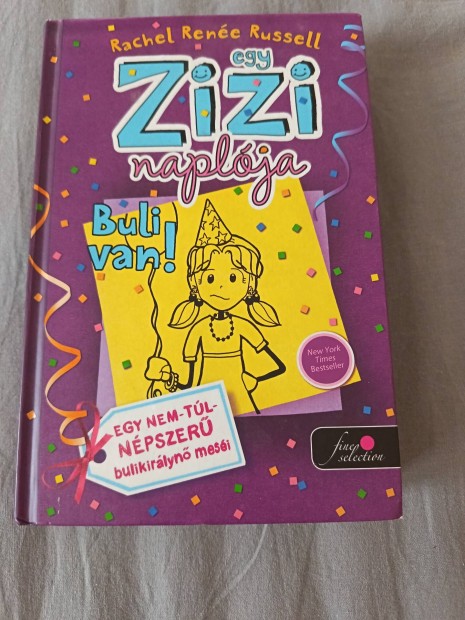 Rachel Renée Russell
egy
Zizi
naplója
Buli
van!
New York
Times
Bestseller
EGY NEM-TÚL-
NÉPSZERŰ
bulikirálynő meséi
fine
selection